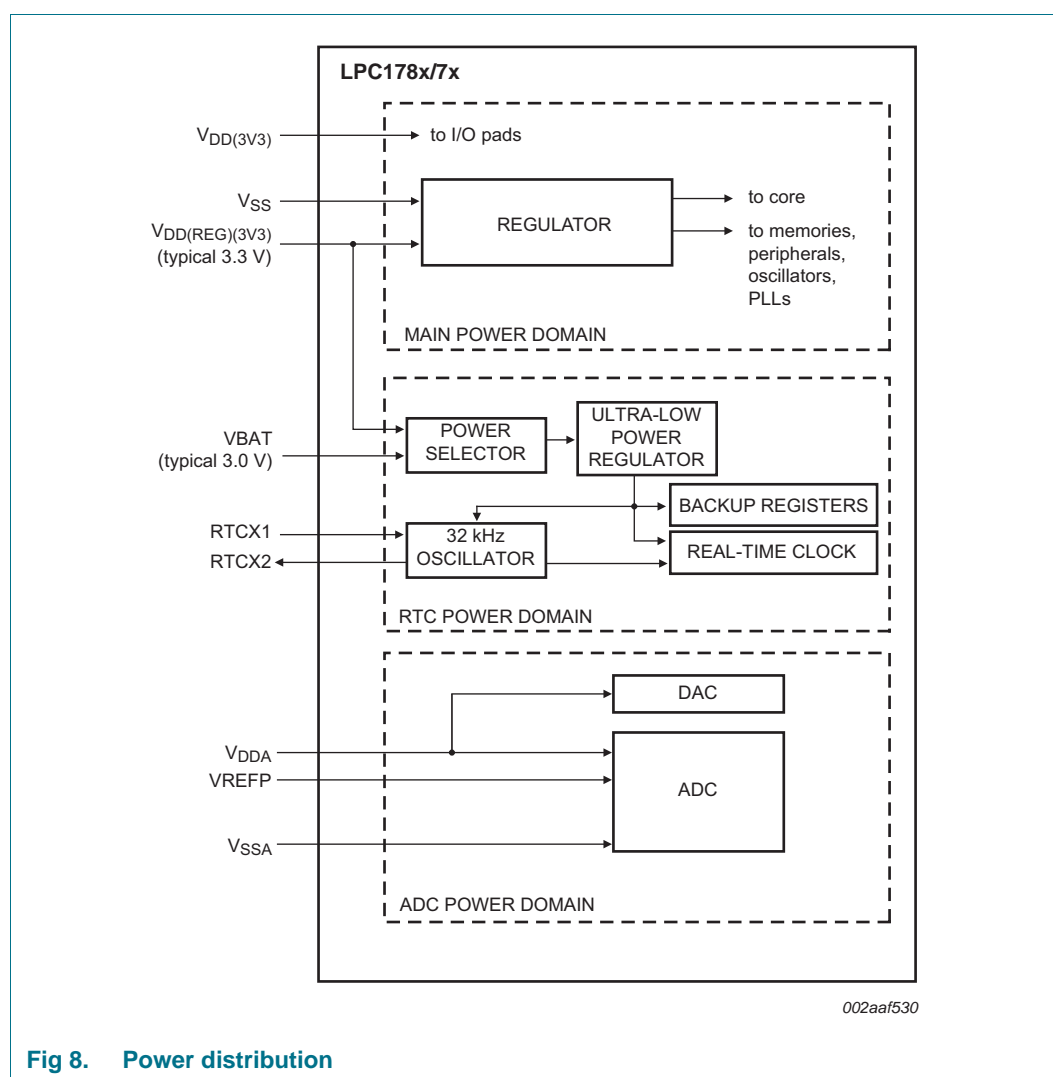 LPC178x/7x
VDD(3V3)
to I/O pads
VSS
REGULATOR
to core
VDD(REG)(3V3)
(typical 3.3 V)
to memories,
peripherals,
oscillators,
PLLs
MAIN POWER DOMAIN
VBAT
(typical 3.0 V)
POWER
SELECTOR
ULTRA-LOW
POWER
REGULATOR
BACKUP REGISTERS
RTCX1
RTCX2
32 kHz
OSCILLATOR
REAL-TIME CLOCK
RTC POWER DOMAIN
DAC
VDDA
VREFP
ADC
VSSA
ADC POWER DOMAIN
002aaf530
Fig 8. Power distribution